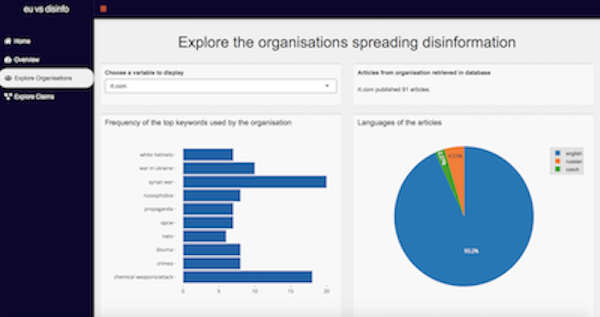 eu vs disinfo
Home
Overview
Explore Organisations
Explore Claims
Explore the organisations spreading disinformation
Choose a variable to display
rt.com
Articles from organisation retrieved in database
rt.com published 91 articles.
Frequency of the top keywords used by the organisation
white helmets
war in ukraine
syrian war
russophobia
propaganda
opcw
nato
douma
crimea
chemical weapons/attack
0 5 10 15 20
Languages of the articles
english
russian
czech
93.2%